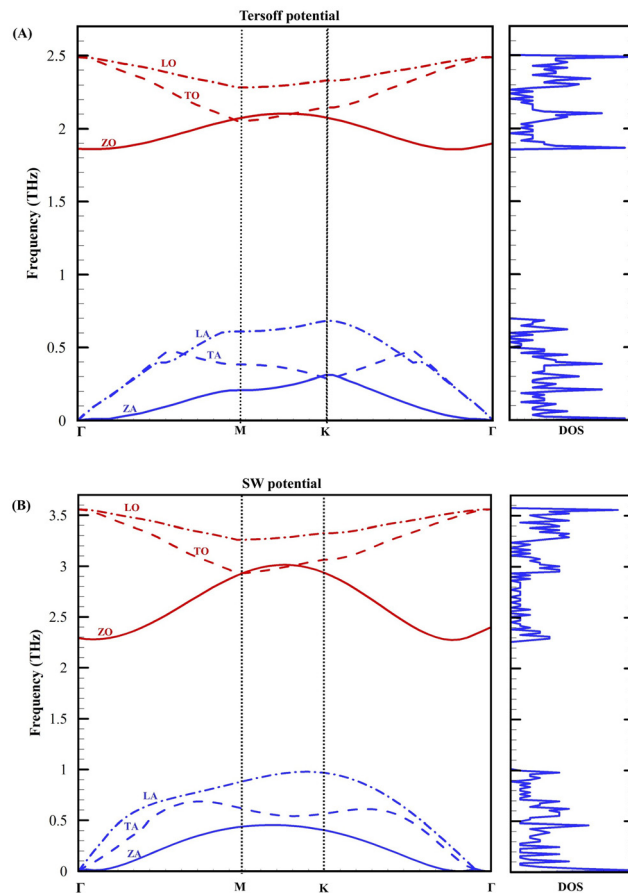 Tersoff potential
(A)
2.5
2
1.5
1
0.5
0
Frequency (THz)
LO
TO
ZO
LA
TA
ZA
Γ
M
K
Γ
DOS
SW potential
(B)
3.5
3
2.5
2
1.5
1
0.5
0
Frequency (THz)
LO
TO
ZO
LA
TA
ZA
Γ
M
K
Γ
DOS